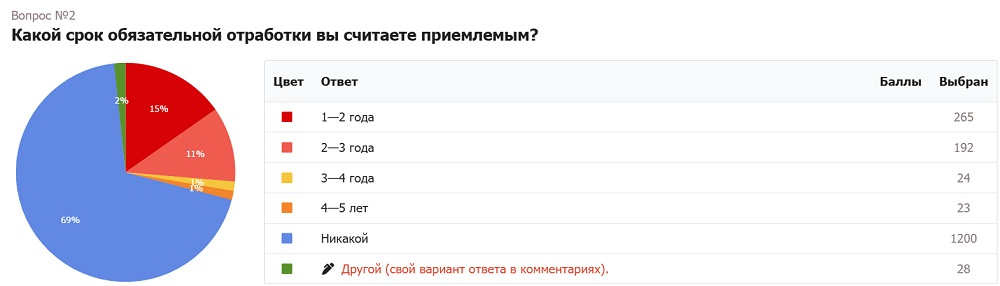 Вопрос №2
Какой срок обязательной отработки вы считаете приемлемым?
2%
15%
11%
1%
1%
69%
Цвет Ответ Баллы Выбран
1—2 года 265
2—3 года 192
3—4 года 24
4—5 лет 23
Никакой 1200
Другой (свой вариант ответа в комментариях). 28